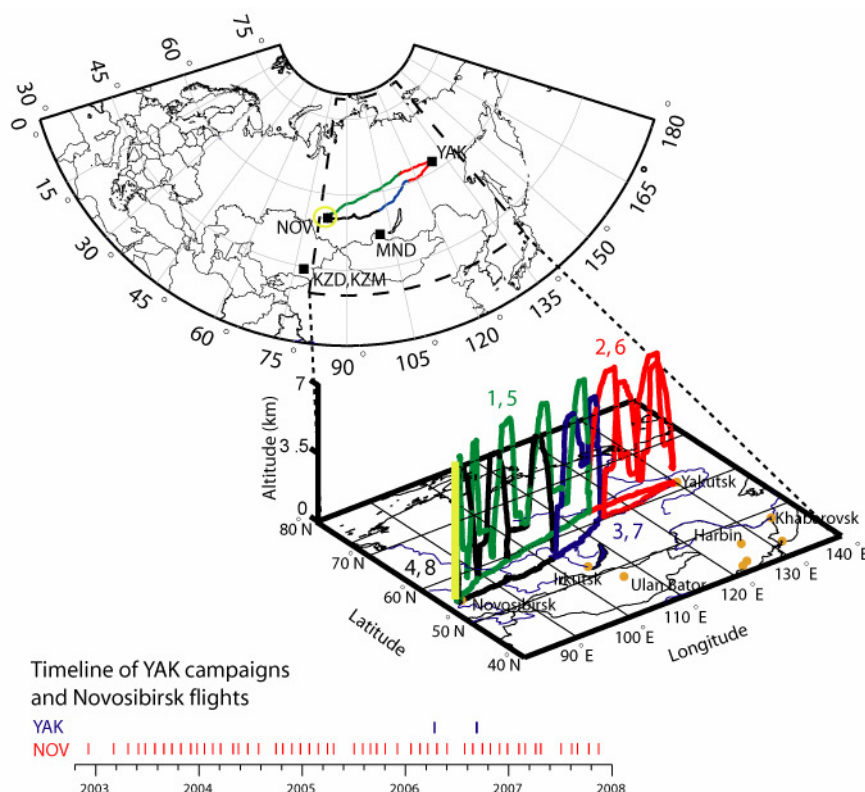 75 60 45 30 0 15 30 45 60 75 90 105 120 135 150 165 180
YAK
NOV
MND
KZD,KZM
7
3.5
0
Altitude (km)
1, 5
2, 6
3, 7
4, 8
Yakutsk
Khabarovsk
Harbin
Irkutsk
Ulan Bator
Novosibirsk
80 N
70 N
60 N
50 N
40 N
Latitude
90 E
100 E
110 E
120 E
130 E
140 E
Longitude
Timeline of YAK campaigns
and Novosibirsk flights
YAK
NOV
2003 2004 2005 2006 2007 2008